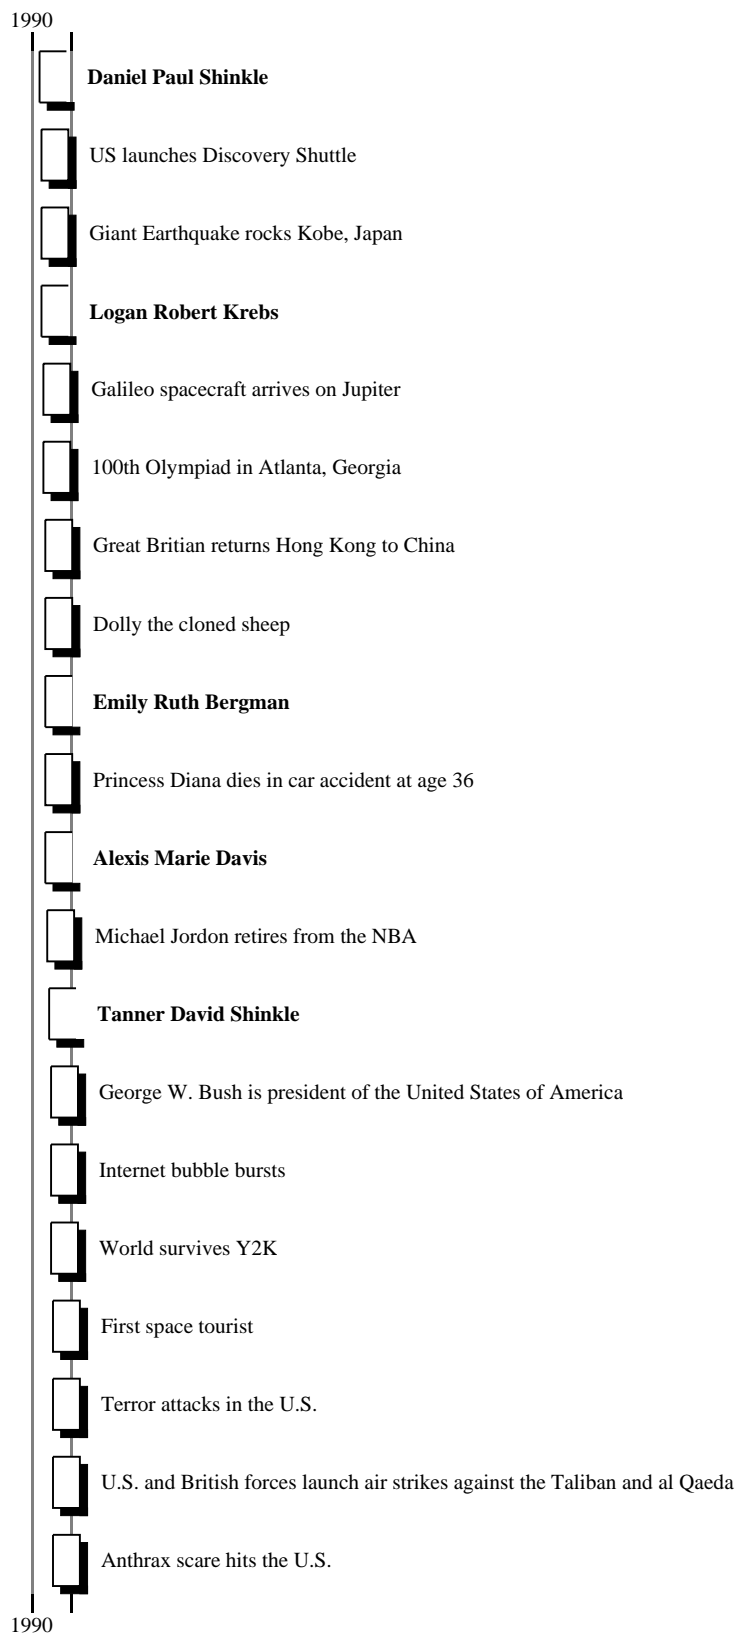 1990
Daniel Paul Shinkle
US launches Discovery Shuttle
Giant Earthquake rocks Kobe, Japan
Logan Robert Krebs
Galileo spacecraft arrives on Jupiter
100th Olympiad in Atlanta, Georgia
Great Britian returns Hong Kong to China
Dolly the cloned sheep
Emily Ruth Bergman
Princess Diana dies in car accident at age 36
Alexis Marie Davis
Michael Jordon retires from the NBA
Tanner David Shinkle
George W. Bush is president of the United States of America
Internet bubble bursts
World survives Y2K
First space tourist
Terror attacks in the U.S.
U.S. and British forces launch air strikes against the Taliban and al Qaeda
Anthrax scare hits the U.S.
1990